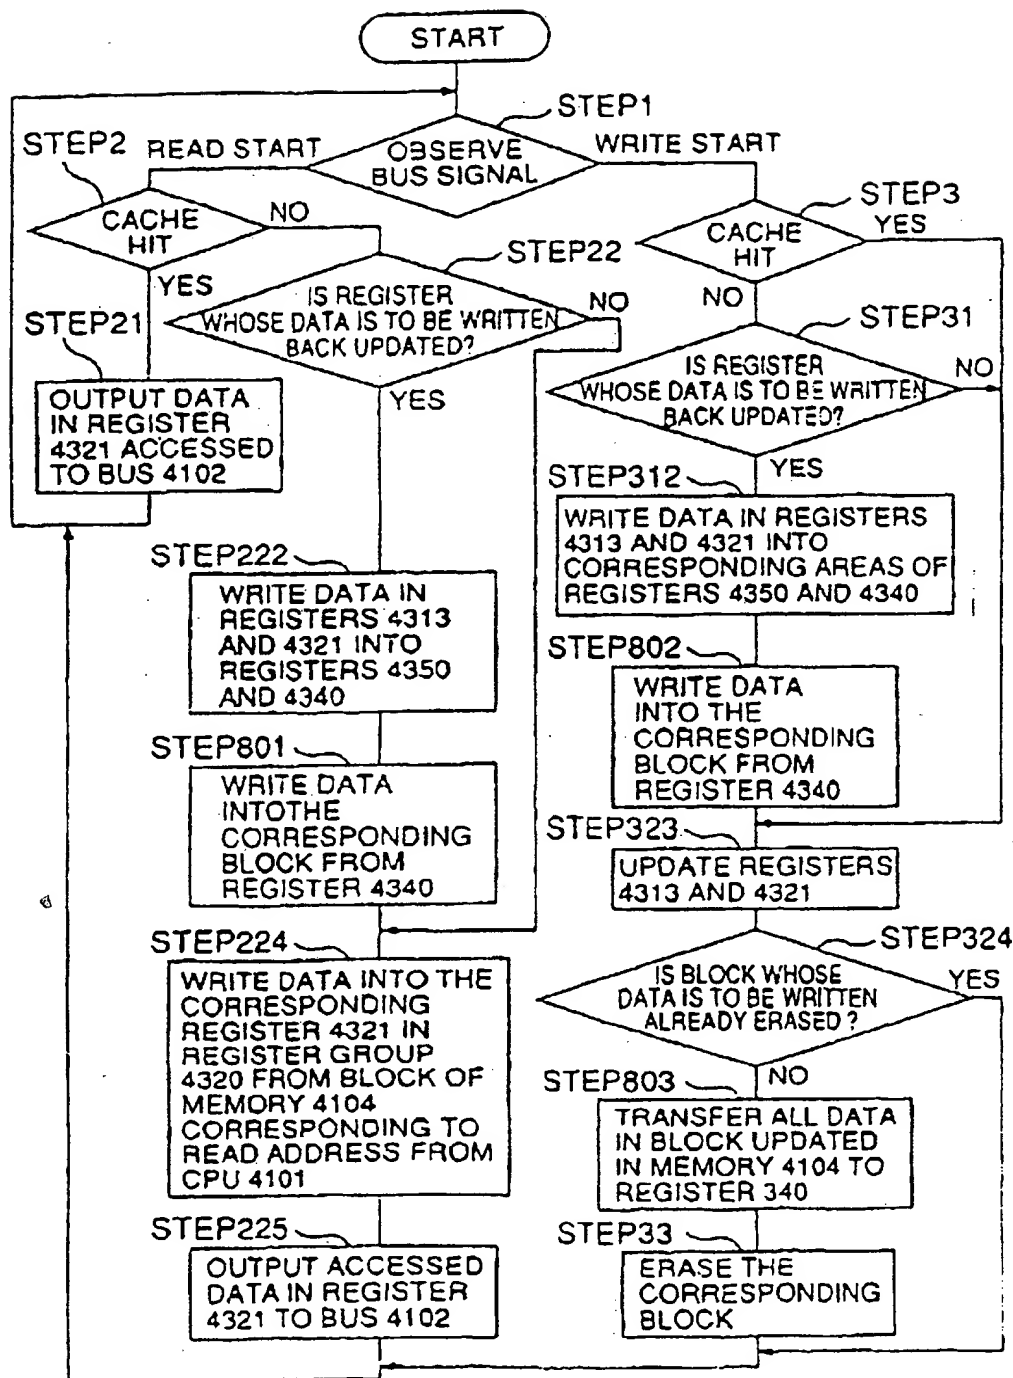 START
STEP1
OBSERVE
BUS SIGNAL
READ START
WRITE START
STEP2
CACHE
HIT
NO
YES
STEP3
CACHE
HIT
YES
NO
STEP22
IS REGISTER
WHOSE DATA IS TO BE WRITTEN
BACK UPDATED?
NO
YES
STEP21
OUTPUT DATA
IN REGISTER
4321 ACCESSED
TO BUS 4102
STEP31
IS REGISTER
WHOSE DATA IS TO BE WRITTEN
BACK UPDATED?
NO
YES
STEP312
WRITE DATA IN REGISTERS
4313 AND 4321 INTO
CORRESPONDING AREAS OF
REGISTERS 4350 AND 4340
STEP222
WRITE DATA IN
REGISTERS 4313
AND 4321 INTO
REGISTERS 4350
AND 4340
STEP802
WRITE DATA
INTO THE
CORRESPONDING
BLOCK FROM
REGISTER 4340
STEP801
WRITE DATA
INTOTHE
CORRESPONDING
BLOCK FROM
REGISTER 4340
STEP323
UPDATE REGISTERS
4313 AND 4321
STEP224
WRITE DATA INTO THE
CORRESPONDING
REGISTER 4321 IN
REGISTER GROUP
4320 FROM BLOCK OF
MEMORY 4104
CORRESPONDING TO
READ ADDRESS FROM
CPU 4101
STEP324
IS BLOCK WHOSE
DATA IS TO BE WRITTEN
ALREADY ERASED?
YES
NO
STEP803
TRANSFER ALL DATA
IN BLOCK UPDATED
IN MEMORY 4104 TO
REGISTER 340
STEP225
OUTPUT ACCESSED
DATA IN REGISTER
4321 TO BUS 4102
STEP33
ERASE THE
CORRESPONDING
BLOCK